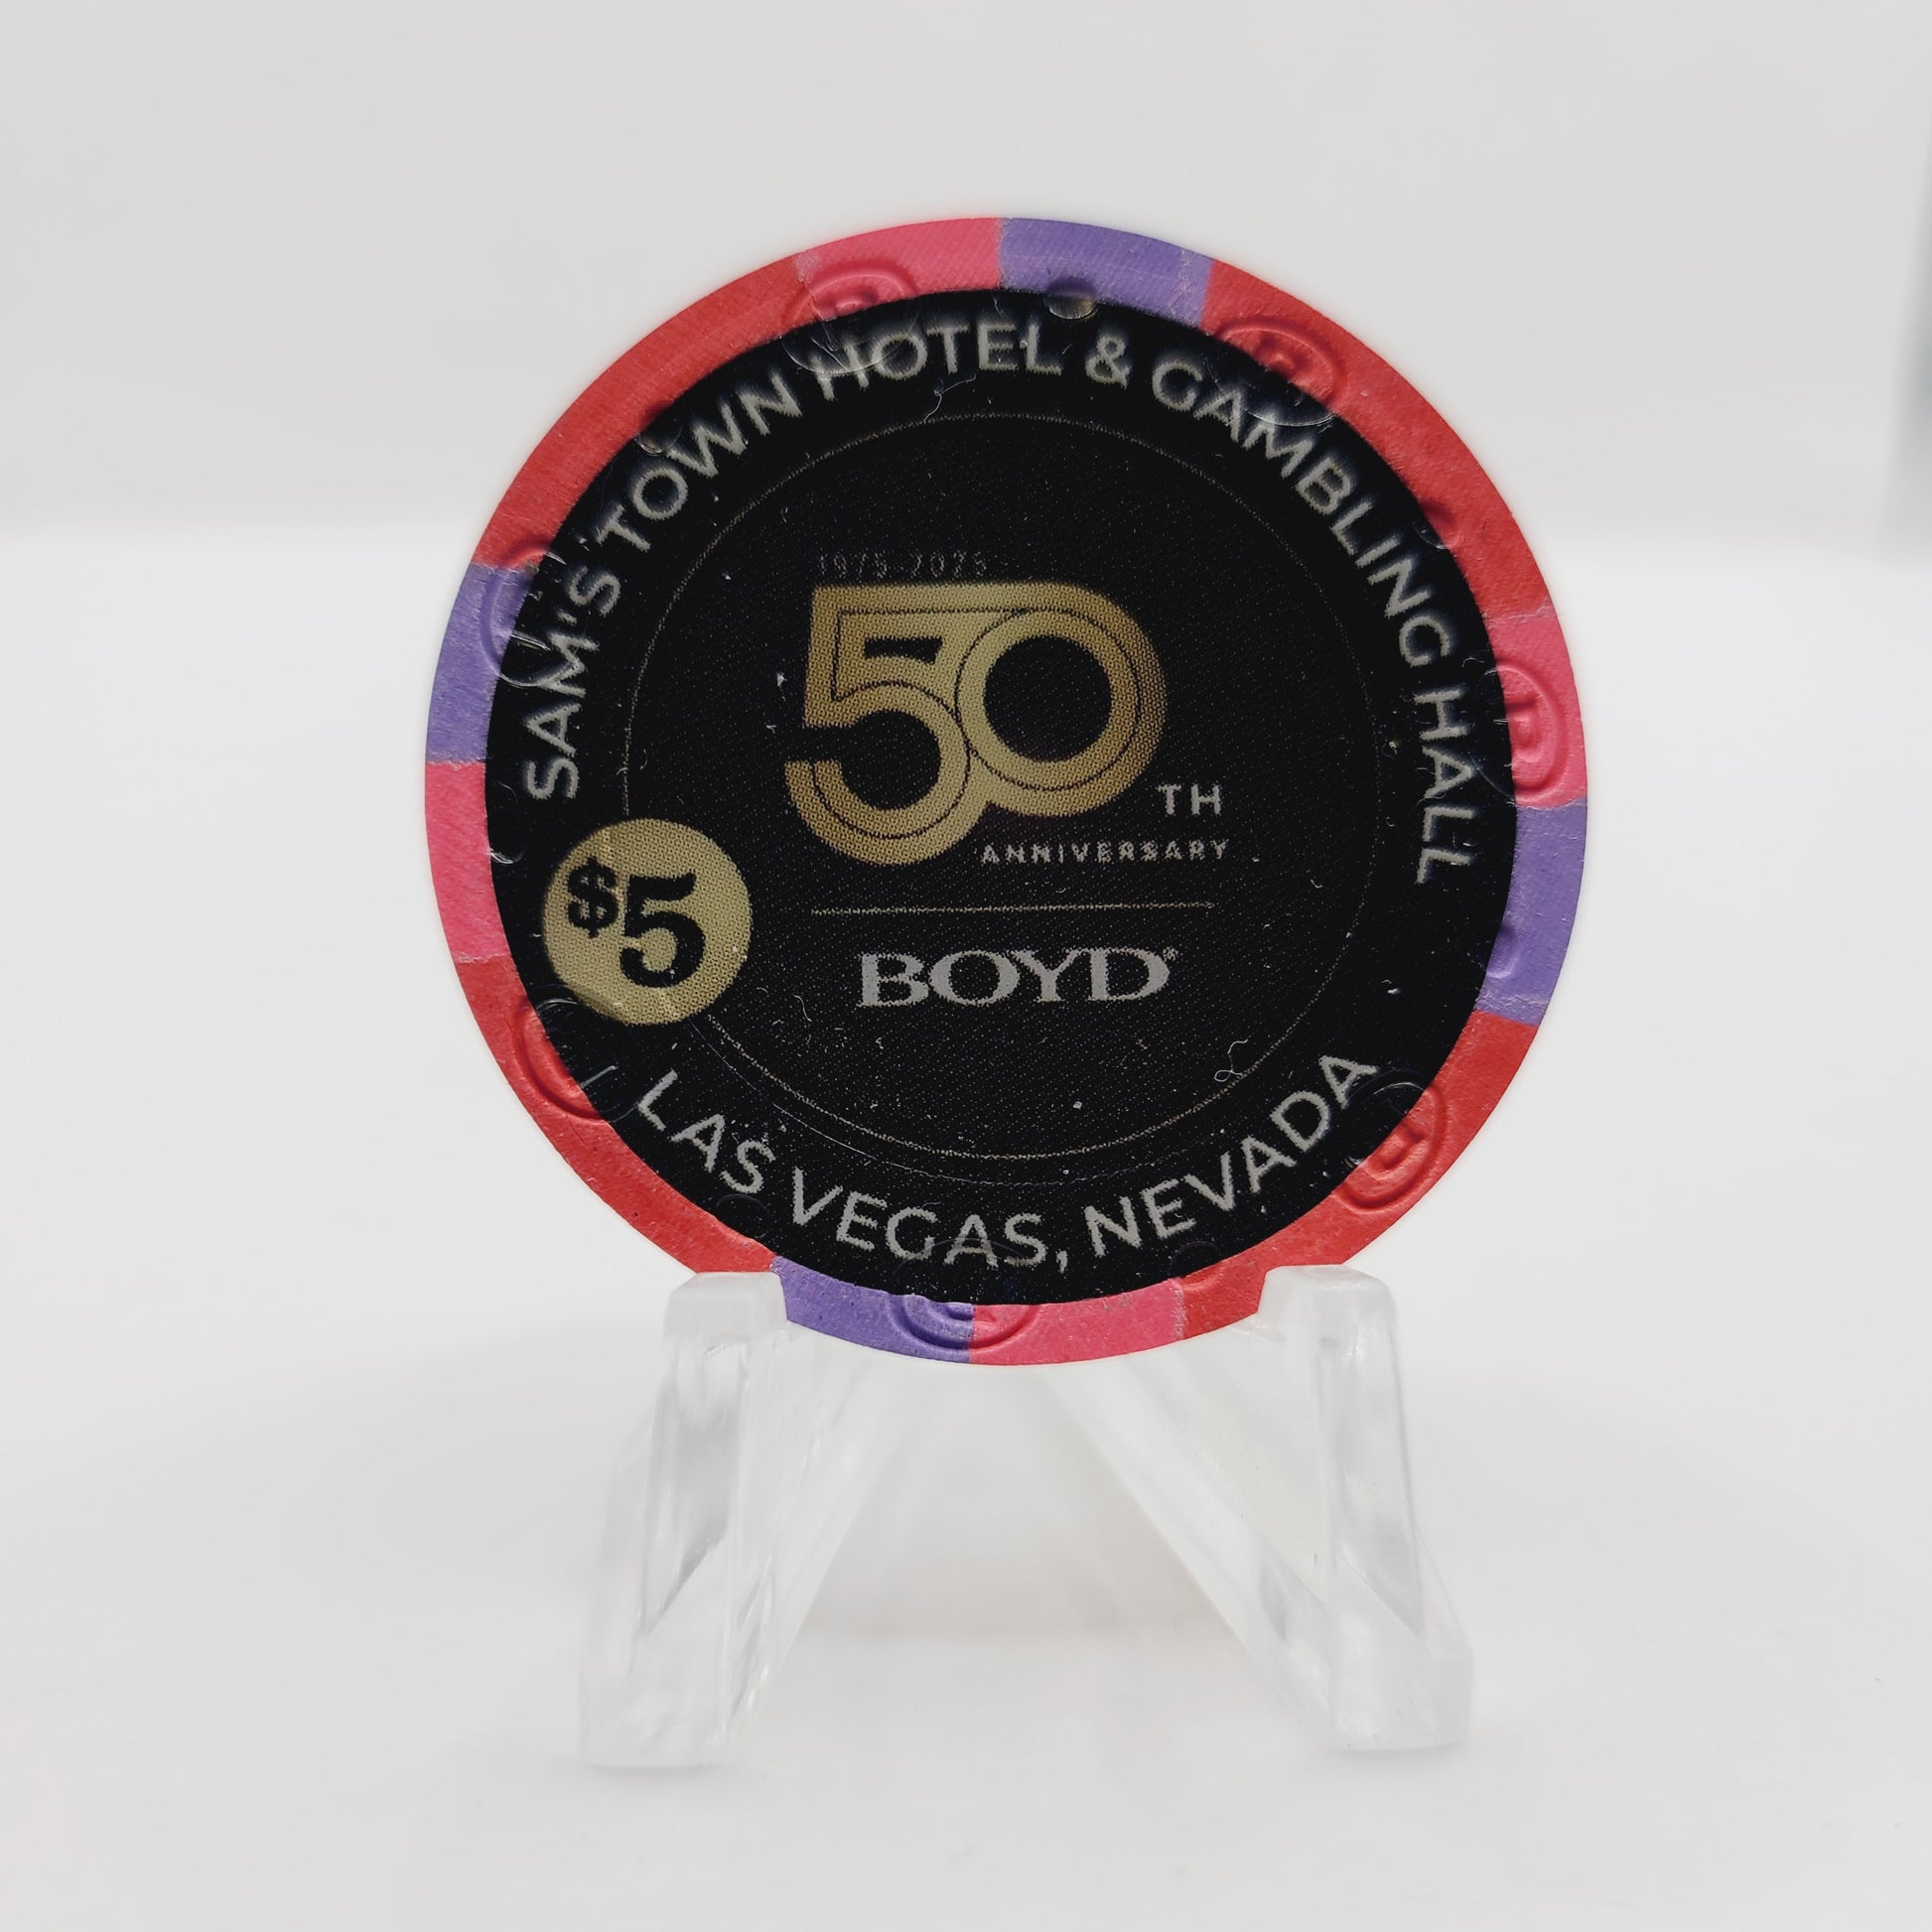 SAM'S TOWN HOTEL & GAMBLING HALL
1975-2025
50
TH
ANNIVERSARY
$5
BOYD®
LAS VEGAS, NEVADA